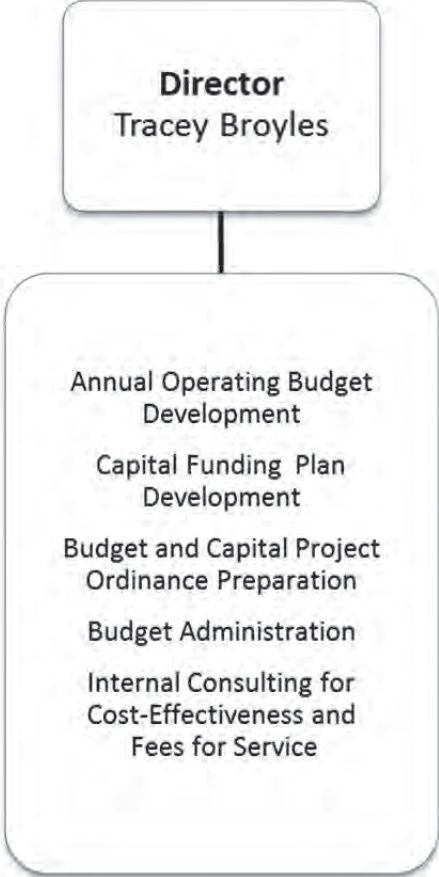 Director
Tracey Broyles
Annual Operating Budget
Development
Capital Funding Plan
Development
Budget and Capital Project
Ordinance Preparation
Budget Administration
Internal Consulting for
Cost-Effectiveness and
Fees for Service